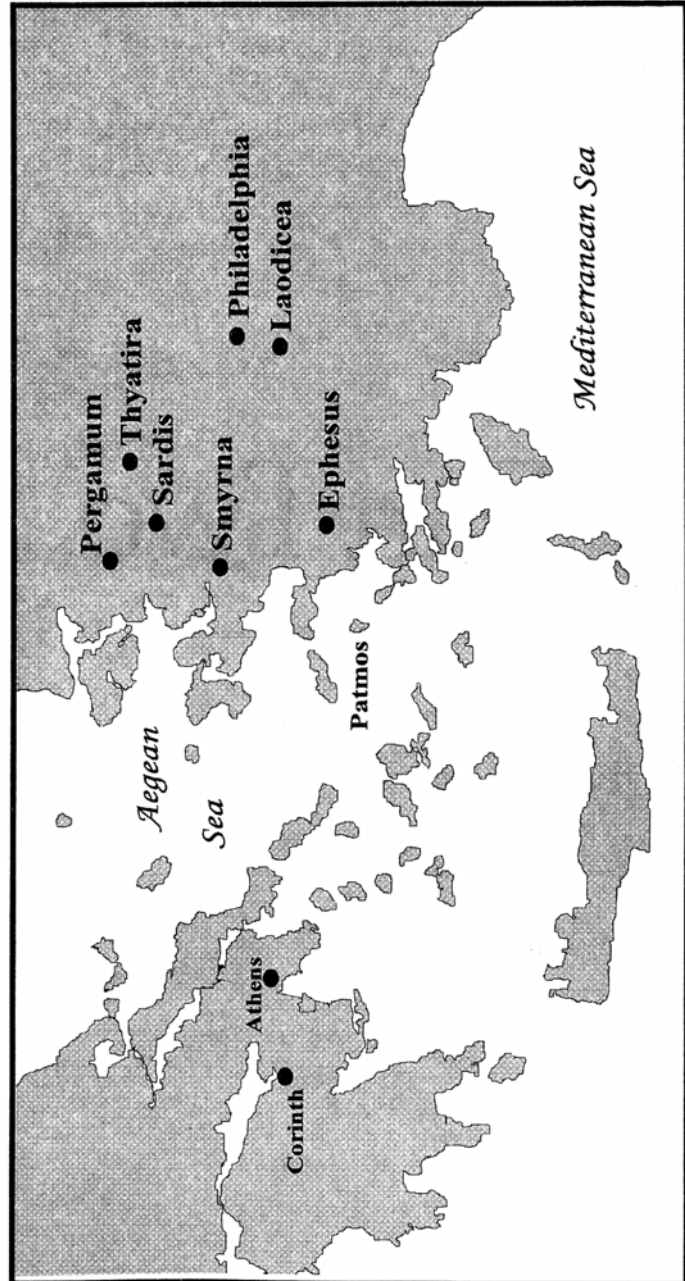 Pergamum
Thyatira
Sardis
Smyrna
Philadelphia
Laodicea
Ephesus
Aegean
Sea
Patmos
Athens
Corinth
Mediterranean Sea